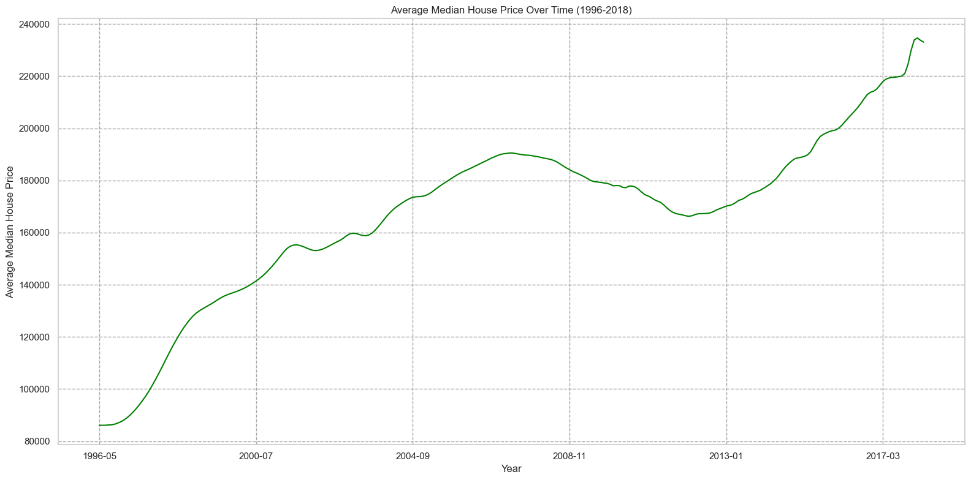 Average Median House Price Over Time (1996-2018)
240000
220000
200000
180000
160000
140000
120000
100000
80000
Average Median House Price
1996-05 2000-07 2004-09 2008-11 2013-01 2017-03
Year